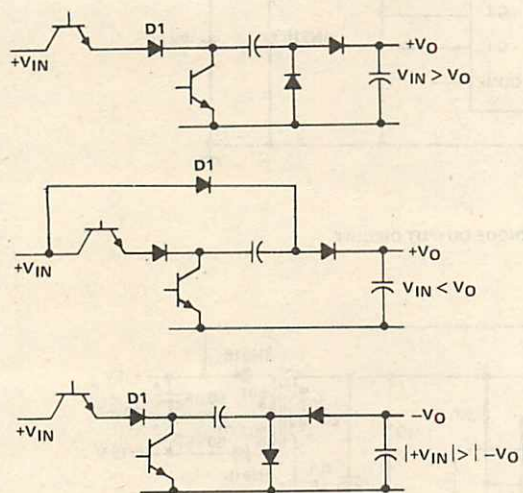 D1
+VIN
+VO
VIN > VO
D1
+VIN
+VO
VIN < VO
D1
+VIN
−VO
|+VIN| > | −VO